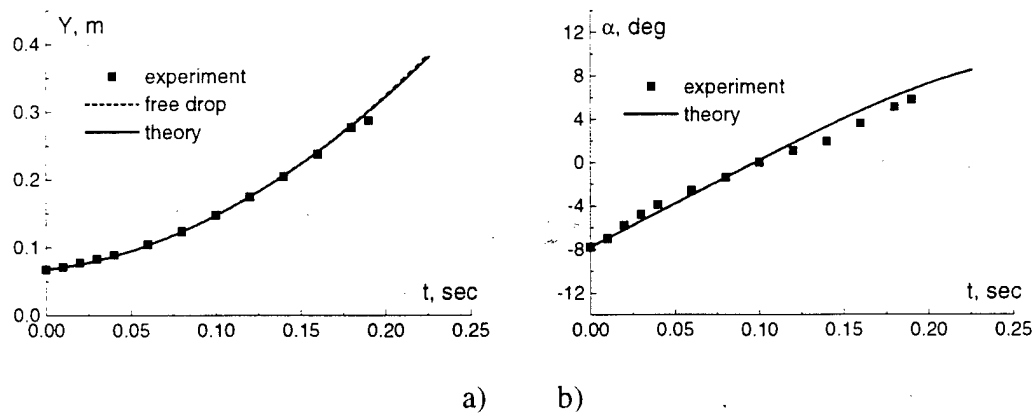 Y, m
0.4
0.3
0.2
0.1
0.0
experiment
free drop
theory
t, sec
0.00 0.05 0.10 0.15 0.20 0.25
α, deg
12
8
4
0
-4
-8
-12
experiment
theory
t, sec
0.00 0.05 0.10 0.15 0.20 0.25
a) b)